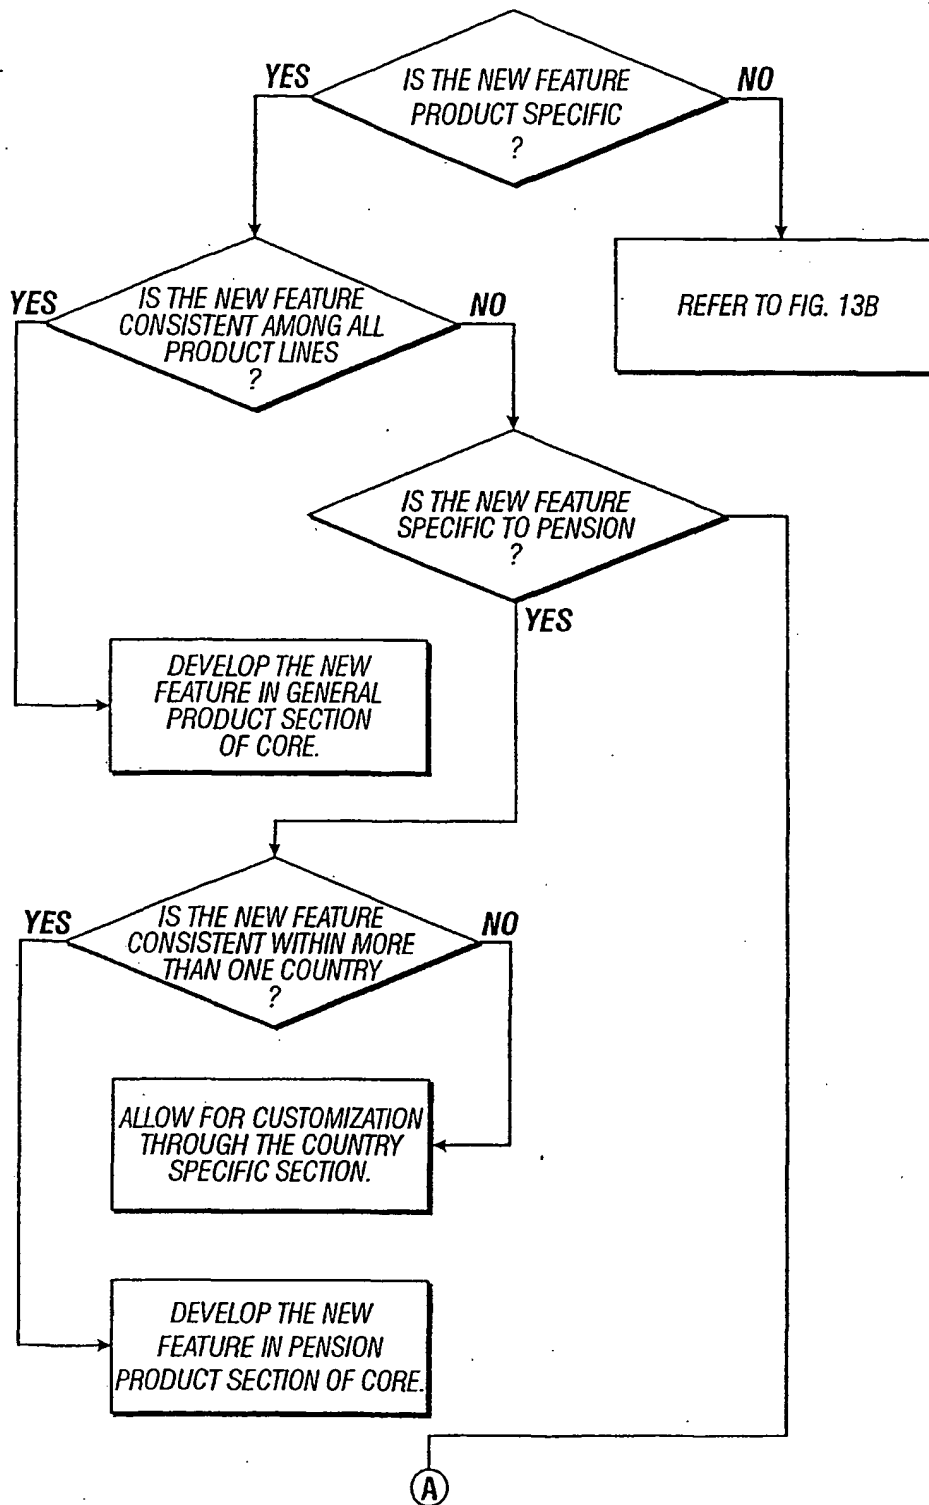 YES
IS THE NEW FEATURE
PRODUCT SPECIFIC
?
NO
YES
IS THE NEW FEATURE
CONSISTENT AMONG ALL
PRODUCT LINES
?
NO
REFER TO FIG. 13B
IS THE NEW FEATURE
SPECIFIC TO PENSION
?
YES
DEVELOP THE NEW
FEATURE IN GENERAL
PRODUCT SECTION
OF CORE.
YES
IS THE NEW FEATURE
CONSISTENT WITHIN MORE
THAN ONE COUNTRY
?
NO
ALLOW FOR CUSTOMIZATION
THROUGH THE COUNTRY
SPECIFIC SECTION.
DEVELOP THE NEW
FEATURE IN PENSION
PRODUCT SECTION OF CORE.
A